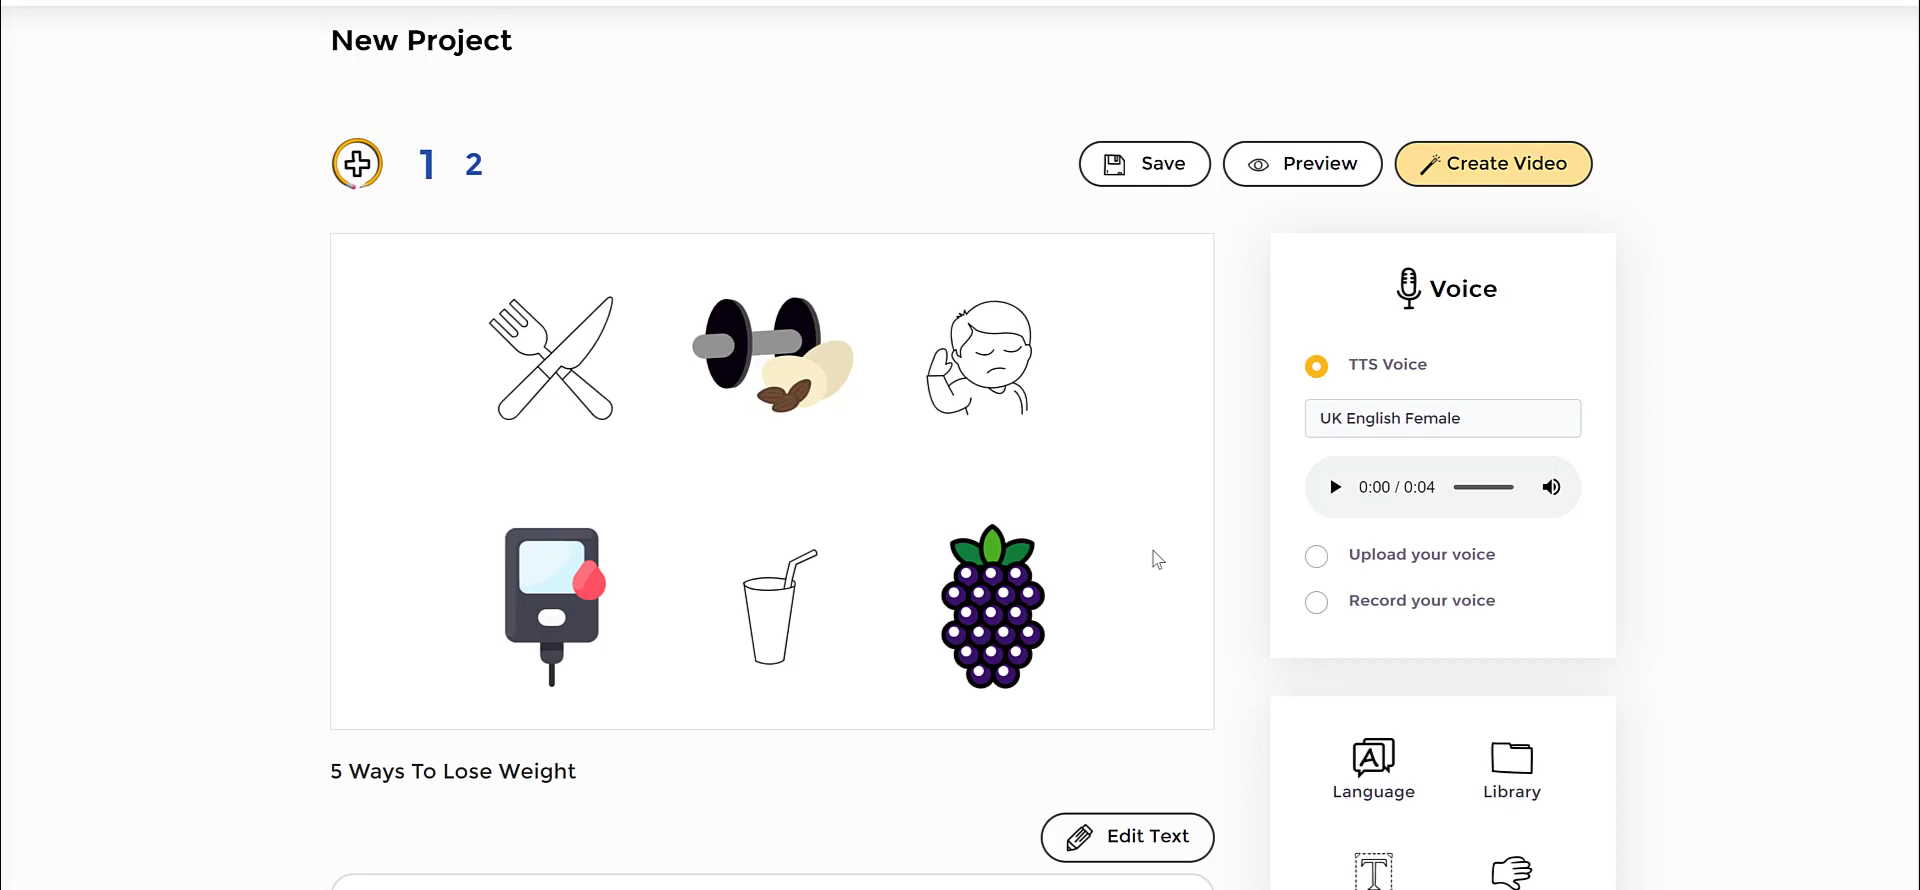 New Project
1 2
Save Preview Create Video
Voice
TTS Voice
UK English Female
0:00 / 0:04
Upload your voice
Record your voice
5 Ways To Lose Weight
Edit Text
A
Language Library
T